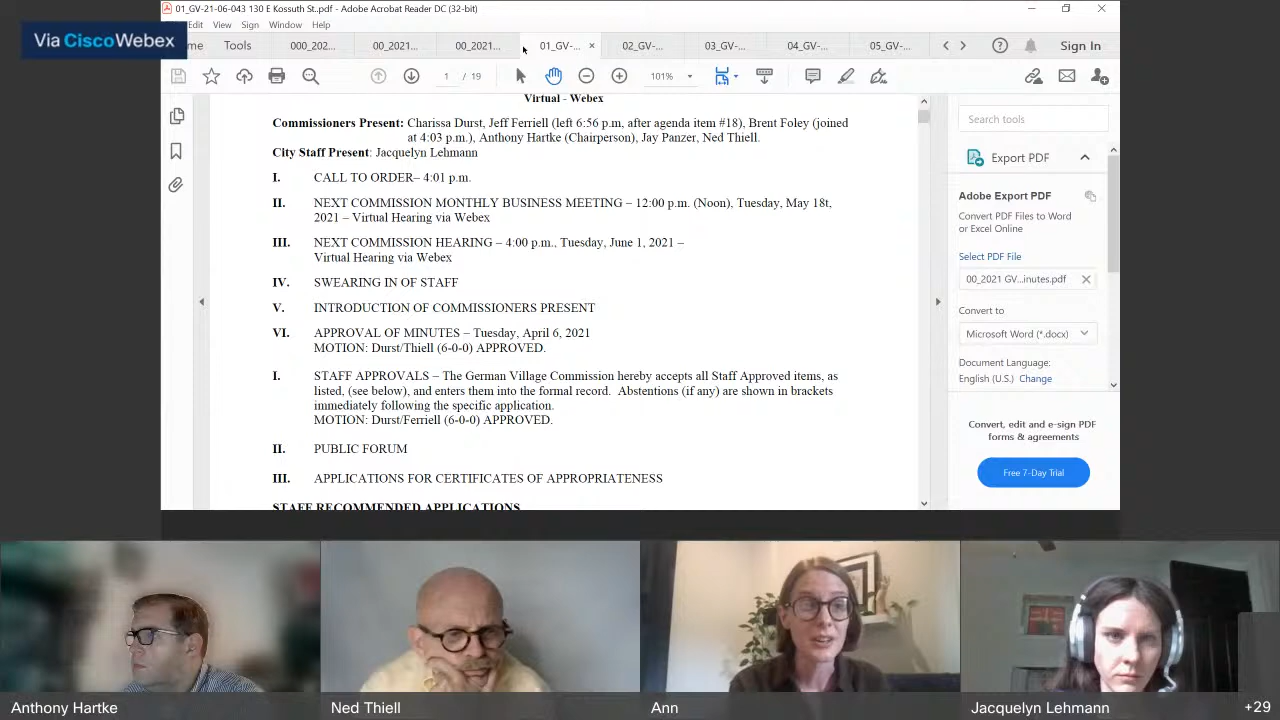 01_GV-21-06-043 130 E Kossuth St..pdf - Adobe Acrobat Reader DC (32-bit)
Edit View Sign Window Help
Via CiscoWebex
me Tools 000_202... 00_2021... 00_2021... 01_GV-... 02_GV-... 03_GV-... 04_GV-... 05_GV-... Sign In
1 / 19 101%
Virtual - Webex
Commissioners Present: Charissa Durst, Jeff Ferriell (left 6:56 p.m, after agenda item #18), Brent Foley (joined
at 4:03 p.m.), Anthony Hartke (Chairperson), Jay Panzer, Ned Thiell.
City Staff Present: Jacquelyn Lehmann
I. CALL TO ORDER– 4:01 p.m.
II. NEXT COMMISSION MONTHLY BUSINESS MEETING – 12:00 p.m. (Noon), Tuesday, May 18t,
2021 – Virtual Hearing via Webex
III. NEXT COMMISSION HEARING – 4:00 p.m., Tuesday, June 1, 2021 –
Virtual Hearing via Webex
IV. SWEARING IN OF STAFF
V. INTRODUCTION OF COMMISSIONERS PRESENT
VI. APPROVAL OF MINUTES – Tuesday, April 6, 2021
MOTION: Durst/Thiell (6-0-0) APPROVED.
I. STAFF APPROVALS – The German Village Commission hereby accepts all Staff Approved items, as
listed, (see below), and enters them into the formal record. Abstentions (if any) are shown in brackets
immediately following the specific application.
MOTION: Durst/Ferriell (6-0-0) APPROVED.
II. PUBLIC FORUM
III. APPLICATIONS FOR CERTIFICATES OF APPROPRIATENESS
STAFF RECOMMENDED APPLICATIONS
Search tools
Export PDF
Adobe Export PDF
Convert PDF Files to Word
or Excel Online
Select PDF File
00_2021 GV...inutes.pdf
Convert to
Microsoft Word (*.docx)
Document Language:
English (U.S.) Change
Convert, edit and e-sign PDF
forms & agreements
Free 7-Day Trial
Anthony Hartke
Ned Thiell
Ann
Jacquelyn Lehmann
+29